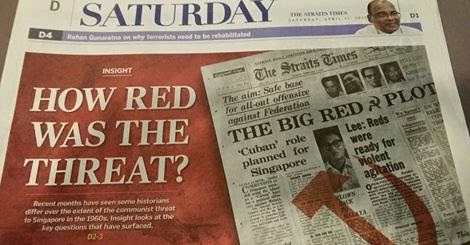 D
SATURDAY
THE STRAITS TIMES
D4
Rohan Gunaratna on why terrorists need to be rehabilitated
D1
INSIGHT
HOW RED
WAS THE
THREAT?
Recent months have seen some historians
differ over the extent of the communist threat
to Singapore in the 1960s. Insight looks at the
key questions that have surfaced.
D2-3
The Straits Times
The aim: Safe base
for all-out offensive
against Federation
THE BIG RED PLOT
'Cuban' role
planned for
Singapore
Lee: Reds
were
ready for
violent
agitation